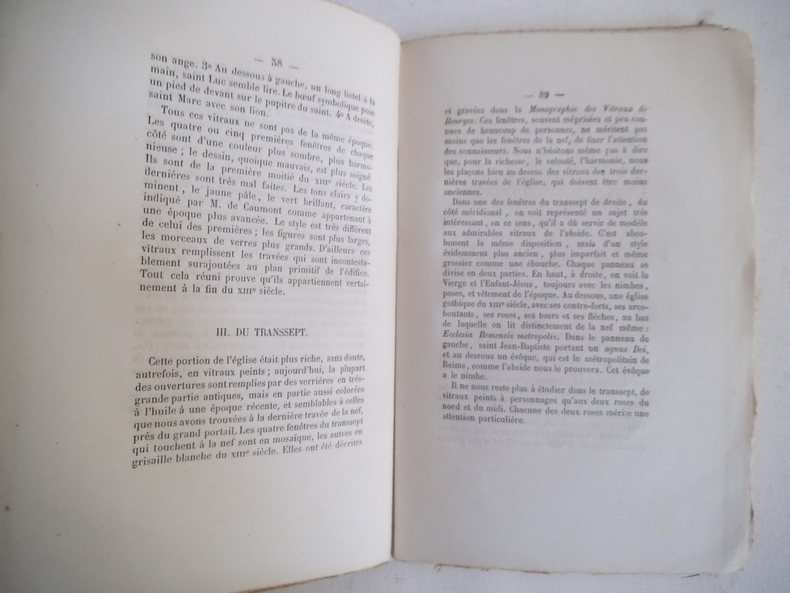 — 38 —
son ange. 3º Au dessous à gauche, un long listel à la
main, saint Luc semble lire. Le bœuf symbolique pose
un pied de devant sur le pupitre du saint. 4º A droite,
saint Marc avec son lion.
Tous ces vitraux ne sont pas de la même époque.
Les quatre ou cinq premières fenêtres de chaque
côté sont d'une couleur plus sombre, plus harmo-
nieuse ; le dessin, quoique mauvais, est plus soigné.
Ils sont de la première moitié du XIIIe siècle. Les
dernières sont très mal faites. Les tons clairs y do-
minent, le jaune pâle, le vert brillant, caractère
indiqué par M. de Caumont comme appartenant à
une époque plus avancée. Le style est très différent
de celui des premières ; les figures sont plus larges,
les morceaux de verres plus grands. D'ailleurs ces
vitraux remplissent les travées qui sont incontesta-
blement surajoutées au plan primitif de l'édifice.
Tout cela réuni prouve qu'ils appartiennent certai-
nement à la fin du XIIIe siècle.
III. DU TRANSSEPT.
Cette portion de l'église était plus riche, sans doute,
autrefois, en vitraux peints ; aujourd'hui, la plupart
des ouvertures sont remplies par des verrières en très-
grande partie antiques, mais en partie aussi colorées
à l'huile à une époque récente, et semblables à celles
que nous avons trouvées à la dernière travée de la nef,
près du grand portail. Les quatre fenêtres du transsept
qui touchent à la nef sont en mosaïque, les autres en
grisaille blanche du XIIIe siècle. Elles ont été décrites
— 39 —
et gravées dans la Monographie des Vitraux de
Bourges. Ces fenêtres, souvent méprisées et peu con-
nues de beaucoup de personnes, ne méritent pas
moins que les fenêtres de la nef, de fixer l'attention
des connaisseurs. Nous n'hésitons même pas à dire
que, pour la richesse, le velouté, l'harmonie, nous
les plaçons bien au dessus des vitraux des trois der-
nières travées de l'église, qui doivent être moins
anciennes.
Dans une des fenêtres du transsept de droite, du
côté méridional, on voit représenté un sujet très
intéressant, en ce sens, qu'il a dû servir de modèle
aux admirables vitraux de l'abside. C'est abso-
lument la même disposition, mais d'un style
évidemment plus ancien, plus imparfait et même
grossier comme une ébauche. Chaque panneau se
divise en deux parties. En haut, à droite, on voit la
Vierge et l'Enfant-Jésus, toujours avec les nimbes,
poses, et vêtement de l'époque. Au dessous, une église
gothique du XIIIe siècle, avec ses contre-forts, ses arcs-
boutants, ses roses, ses tours et ses flèches, au bas
de laquelle on lit distinctement de la nef même :
Ecclesia Remensis metropolis. Dans le panneau de
gauche, saint Jean-Baptiste portant un agnus Dei,
et au dessous un évêque, qui est le métropolitain de
Reims, comme l'abside nous le prouvera. Cet évêque
a le nimbe.
Il ne nous reste plus à étudier dans le transsept, de
vitraux peints à personnages qu'aux deux roses du
nord et du midi. Chacune des deux roses mérite une
attention particulière.